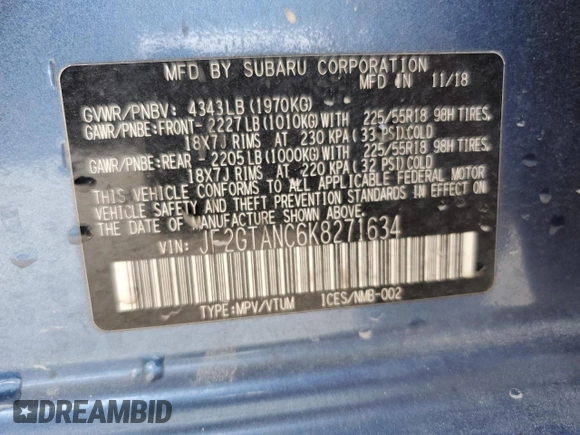 MFD BY SUBARU CORPORATION
MFD IN 11/18
GVWR/PNBV: 4343LB (1970KG)
GAWR/PNBE:FRONT- 2227LB(1010KG)WITH 225/55R18 98H TIRES,
18X7J RIMS AT 230 KPA(33 PSI)COLD
GAWR/PNBE:REAR - 2205LB(1000KG)WITH 225/55R18 98H TIRES,
18X7J RIMS AT 220 KPA(32 PSI)COLD
THIS VEHICLE CONFORMS TO ALL APPLICABLE FEDERAL MOTOR
VEHICLE SAFETY AND THEFT PREVENTION STANDARDS IN EFFECT ON
THE DATE OF MANUFACTURE SHOWN ABOVE.
VIN: JF2GTANC6K8271634
TYPE:MPV/VTUM ICES/NMB-002
DREAMBID